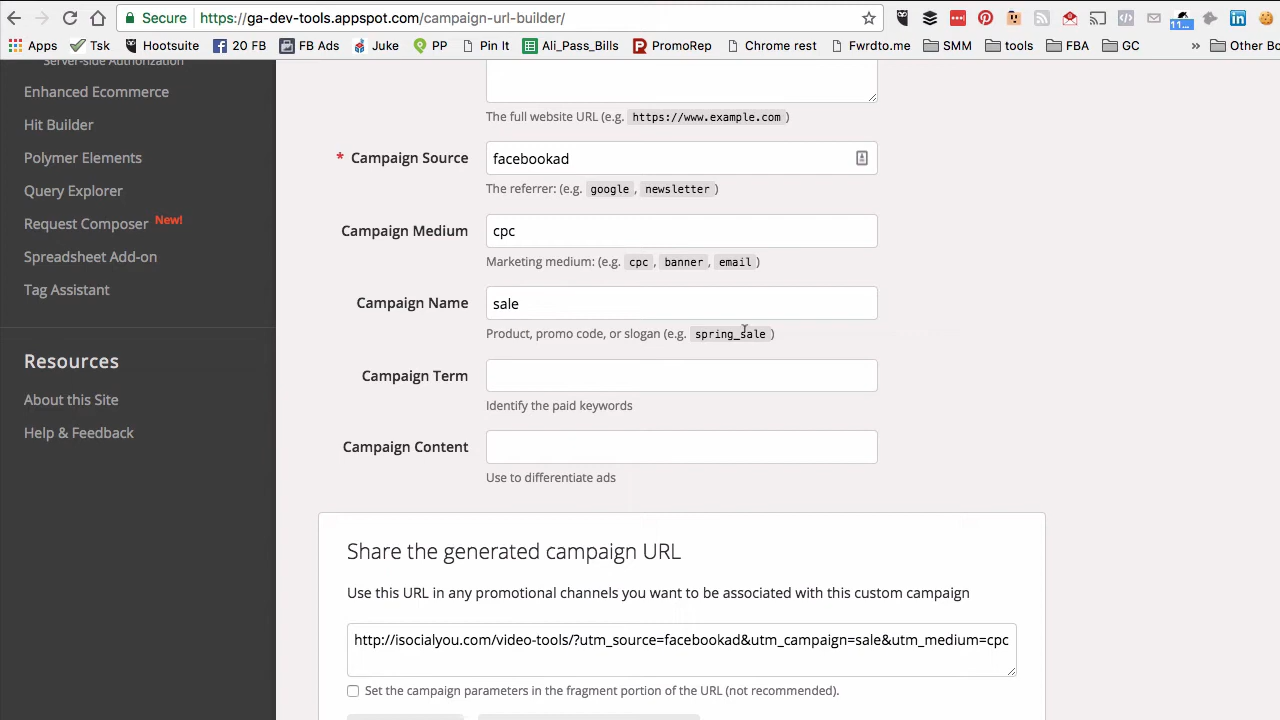 Secure https://ga-dev-tools.appspot.com/campaign-url-builder/
Apps Tsk Hootsuite 20 FB FB Ads Juke PP Pin It Ali_Pass_Bills PromoRep Chrome rest Fwrdto.me SMM tools FBA GC » Other Bo
Server-side Authorization
Enhanced Ecommerce
Hit Builder
Polymer Elements
Query Explorer
Request Composer New!
Spreadsheet Add-on
Tag Assistant
Resources
About this Site
Help & Feedback
The full website URL (e.g. https://www.example.com )
* Campaign Source facebookad
The referrer: (e.g. google , newsletter )
Campaign Medium cpc
Marketing medium: (e.g. cpc , banner , email )
Campaign Name sale
Product, promo code, or slogan (e.g. spring_sale )
Campaign Term
Identify the paid keywords
Campaign Content
Use to differentiate ads
Share the generated campaign URL
Use this URL in any promotional channels you want to be associated with this custom campaign
http://isocialyou.com/video-tools/?utm_source=facebookad&utm_campaign=sale&utm_medium=cpc
Set the campaign parameters in the fragment portion of the URL (not recommended).